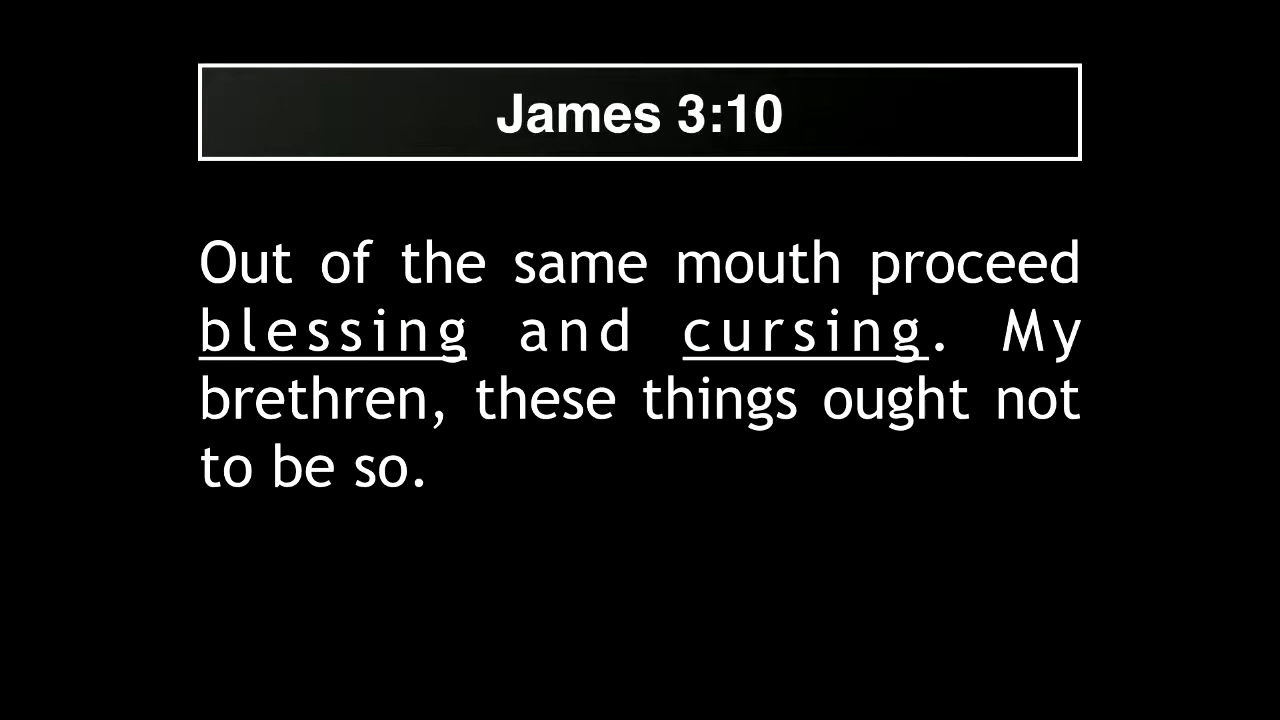 James 3:10
Out of the same mouth proceed
blessing and cursing. My
brethren, these things ought not
to be so.